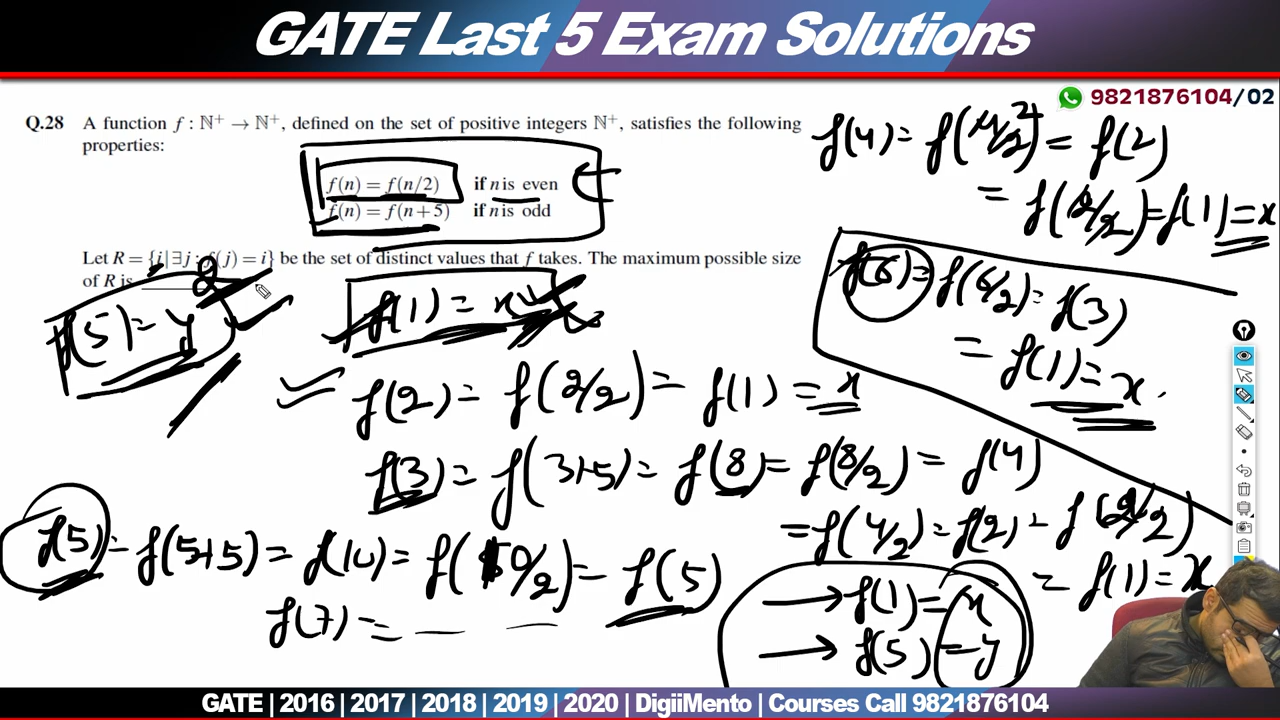 GATE Last 5 Exam Solutions
9821876104/02
Q.28 A function f : ℕ⁺ → ℕ⁺, defined on the set of positive integers ℕ⁺, satisfies the following
properties:
f(n) = f(n/2) if n is even
f(n) = f(n+5) if n is odd
Let R = {i | ∃j : f(j) = i} be the set of distinct values that f takes. The maximum possible size
of R is
2
f(5) = y
f(1) = x
f(2) = f(2/2) = f(1) = x
f(3) = f(3+5) = f(8) = f(8/2) = f(4)
= f(4/2) = f(2) = f(2/2)
= f(1) = x
f(5) = f(5+5) = f(10) = f(10/2) = f(5)
f(7) =
f(4) = f(4/2) = f(2)
= f(2/2) = f(1) = x
f(6) = f(6/2) = f(3)
= f(1) = x
→ f(1) = x
→ f(5) = y
GATE | 2016 | 2017 | 2018 | 2019 | 2020 | DigiiMento | Courses Call 9821876104